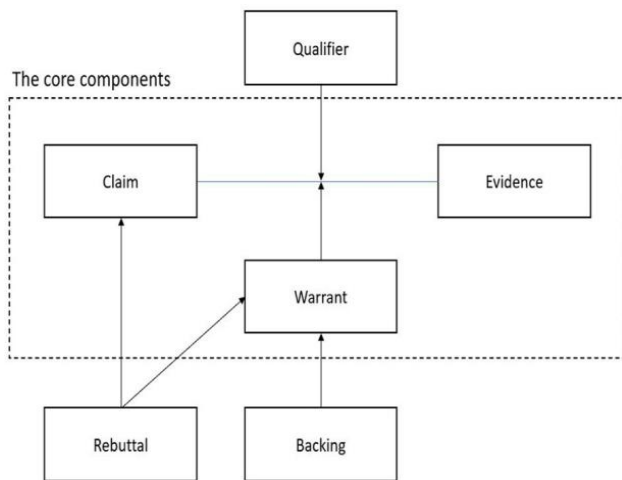 Qualifier
The core components
Claim
Evidence
Warrant
Rebuttal
Backing